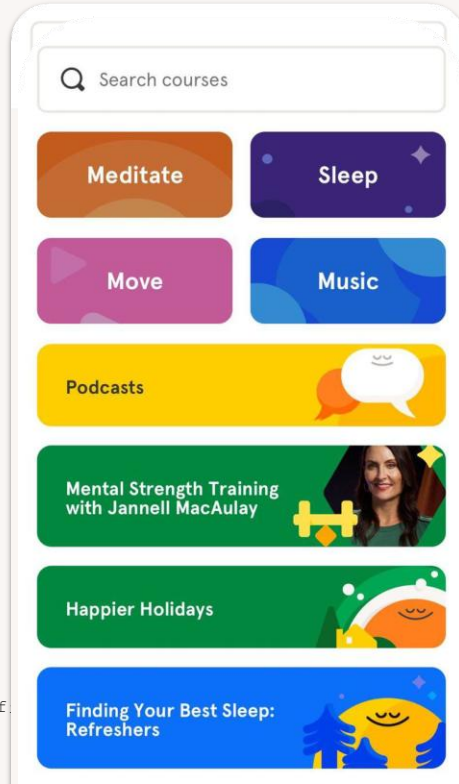 Search courses
Meditate
Sleep
Move
Music
Podcasts
Mental Strength Training
with Jannell MacAulay
Happier Holidays
Finding Your Best Sleep:
Refreshers